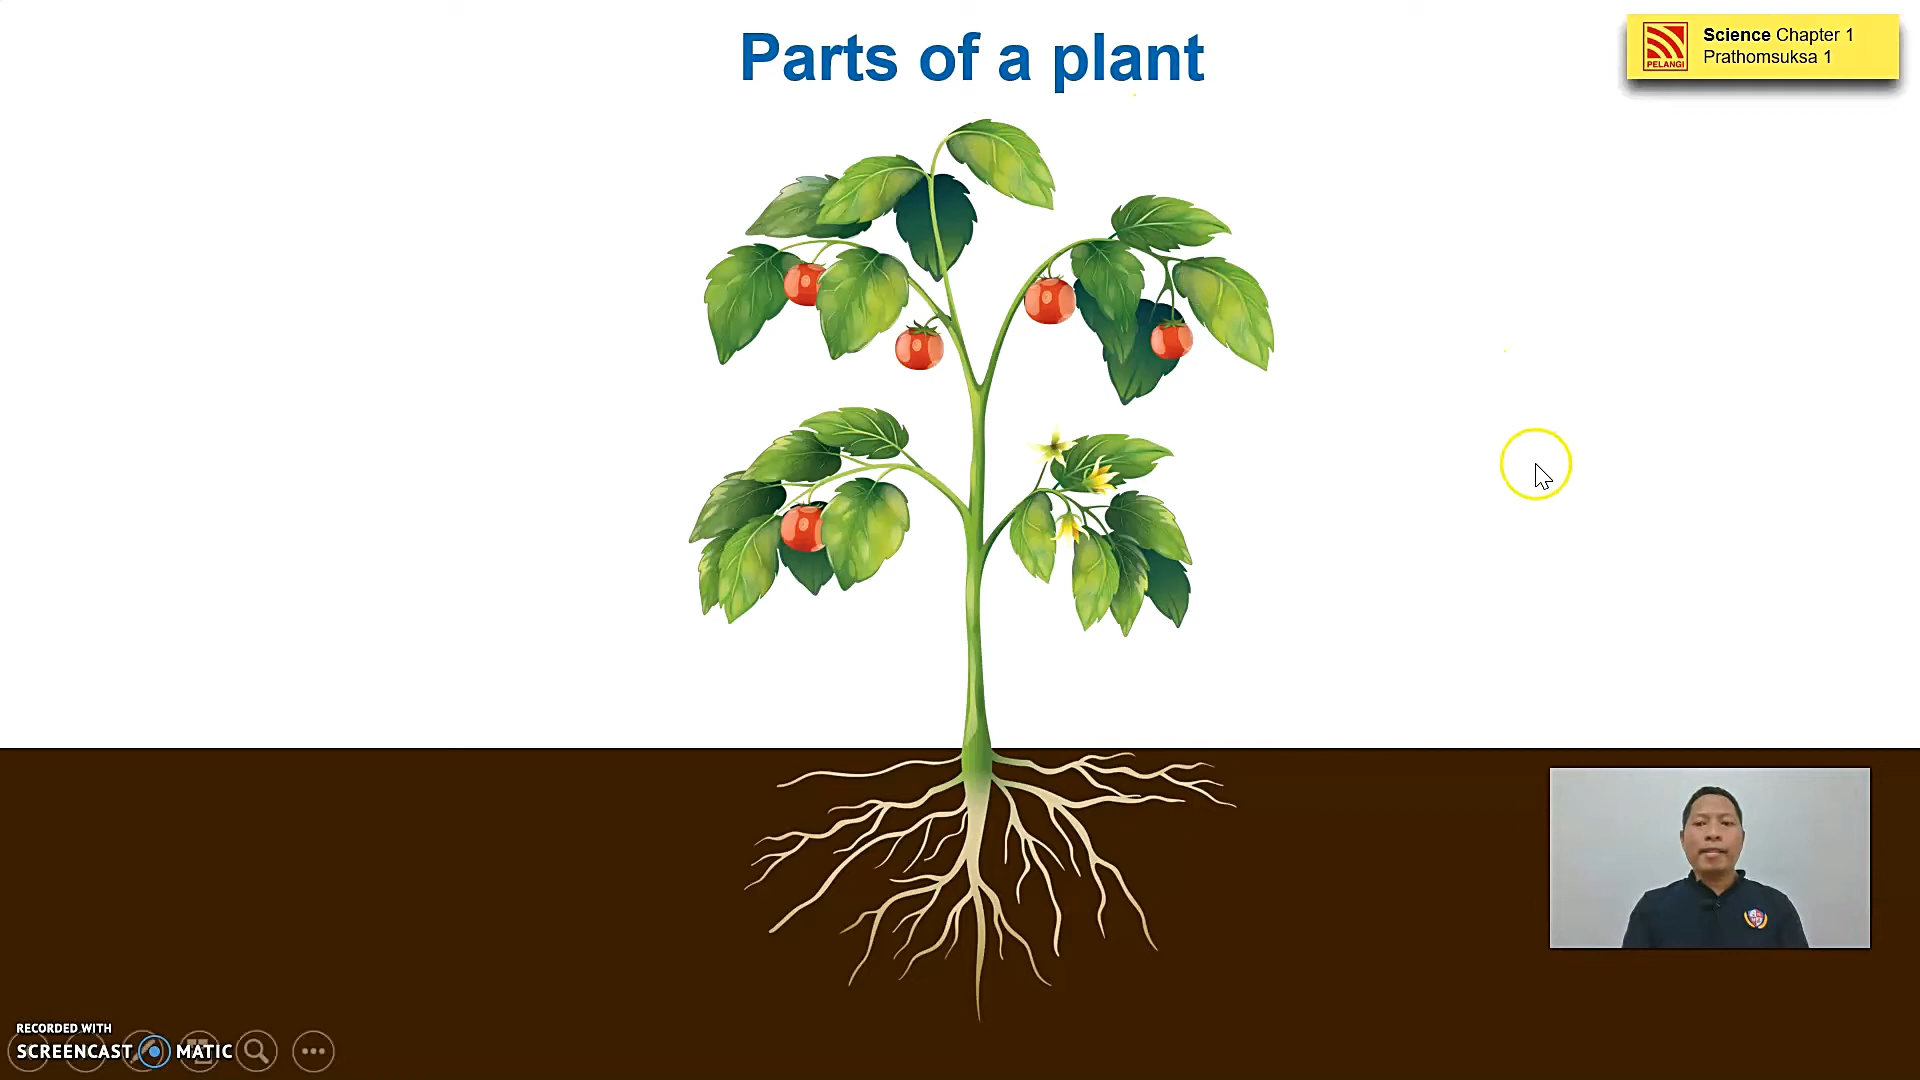 Parts of a plant
Science Chapter 1
Prathomsuksa 1
PELANGI
RECORDED WITH
SCREENCAST MATIC